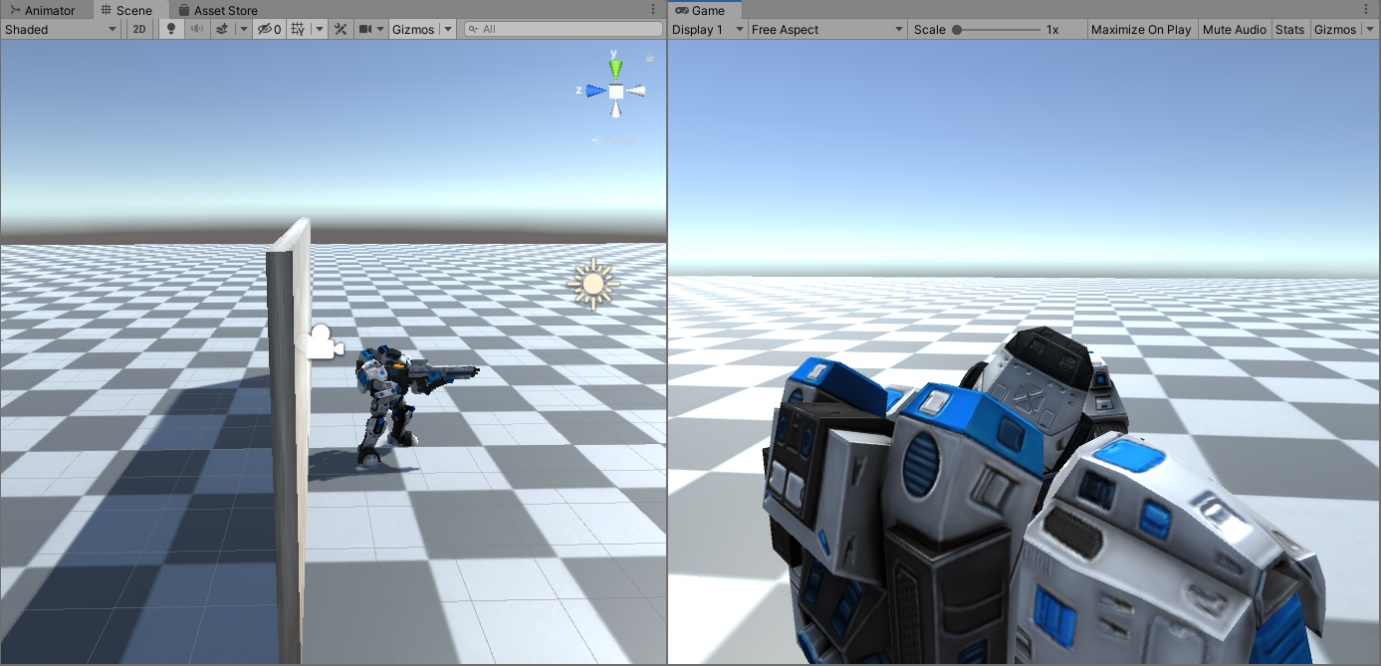 Animator Scene Asset Store
Shaded 2D 0 Gizmos All
y
z
Game
Display 1 Free Aspect Scale 1x Maximize On Play Mute Audio Stats Gizmos